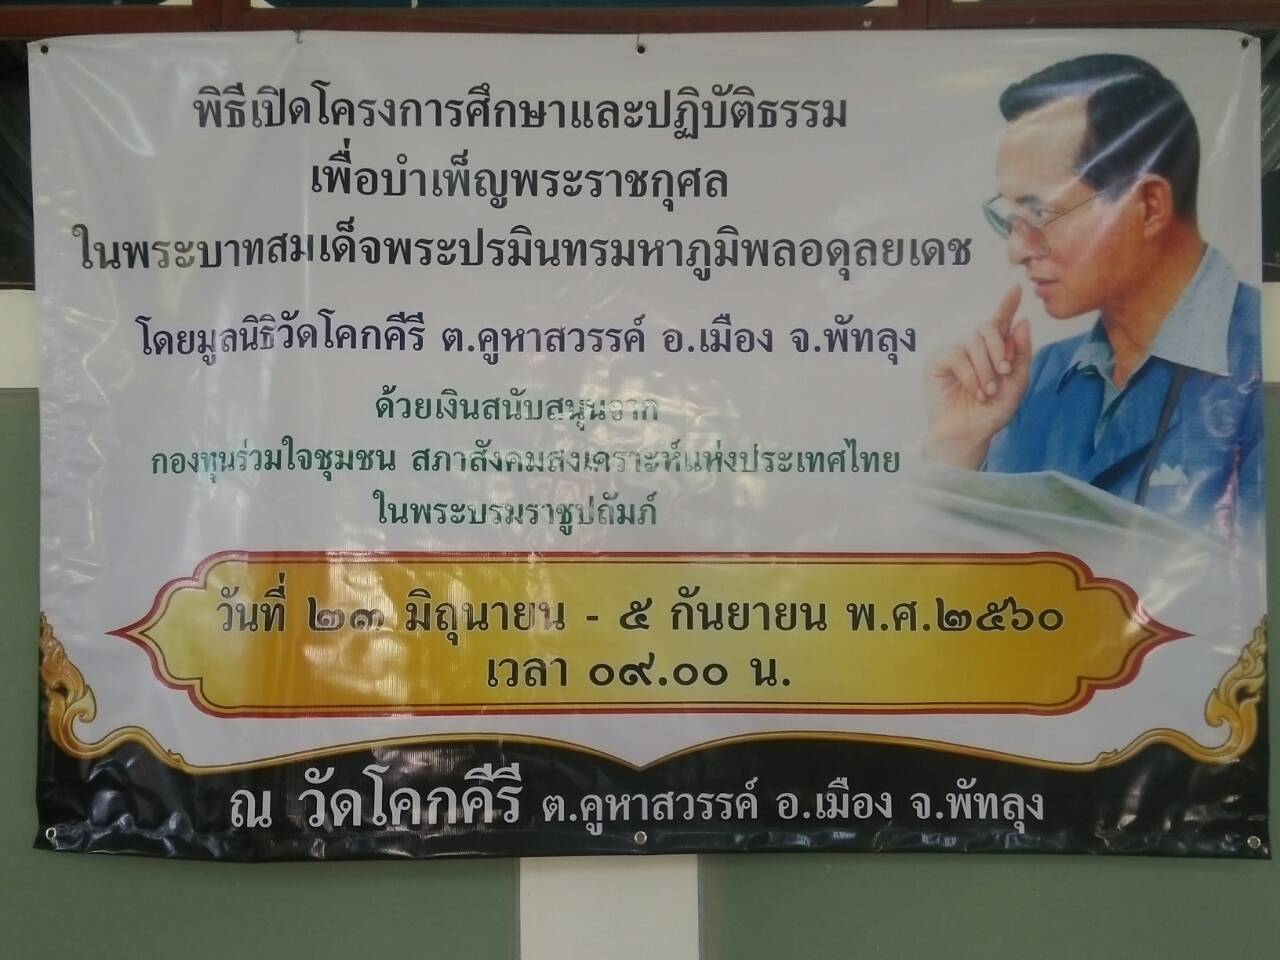 พิธีเปิดโครงการศึกษาและปฏิบัติธรรม
เพื่อบำเพ็ญพระราชกุศล
ในพระบาทสมเด็จพระปรมินทรมหาภูมิพลอดุลยเดช
โดยมูลนิธิวัดโคกคีรี ต.คูหาสวรรค์ อ.เมือง จ.พัทลุง
ด้วยเงินสนับสนุนจาก
กองทุนร่วมใจชุมชน สภาสังคมสงเคราะห์แห่งประเทศไทย
ในพระบรมราชูปถัมภ์
วันที่ ๒๓ มิถุนายน - ๕ กันยายน พ.ศ.๒๕๖๐
เวลา ๐๙.๐๐ น.
ณ วัดโคกคีรี ต.คูหาสวรรค์ อ.เมือง จ.พัทลุง